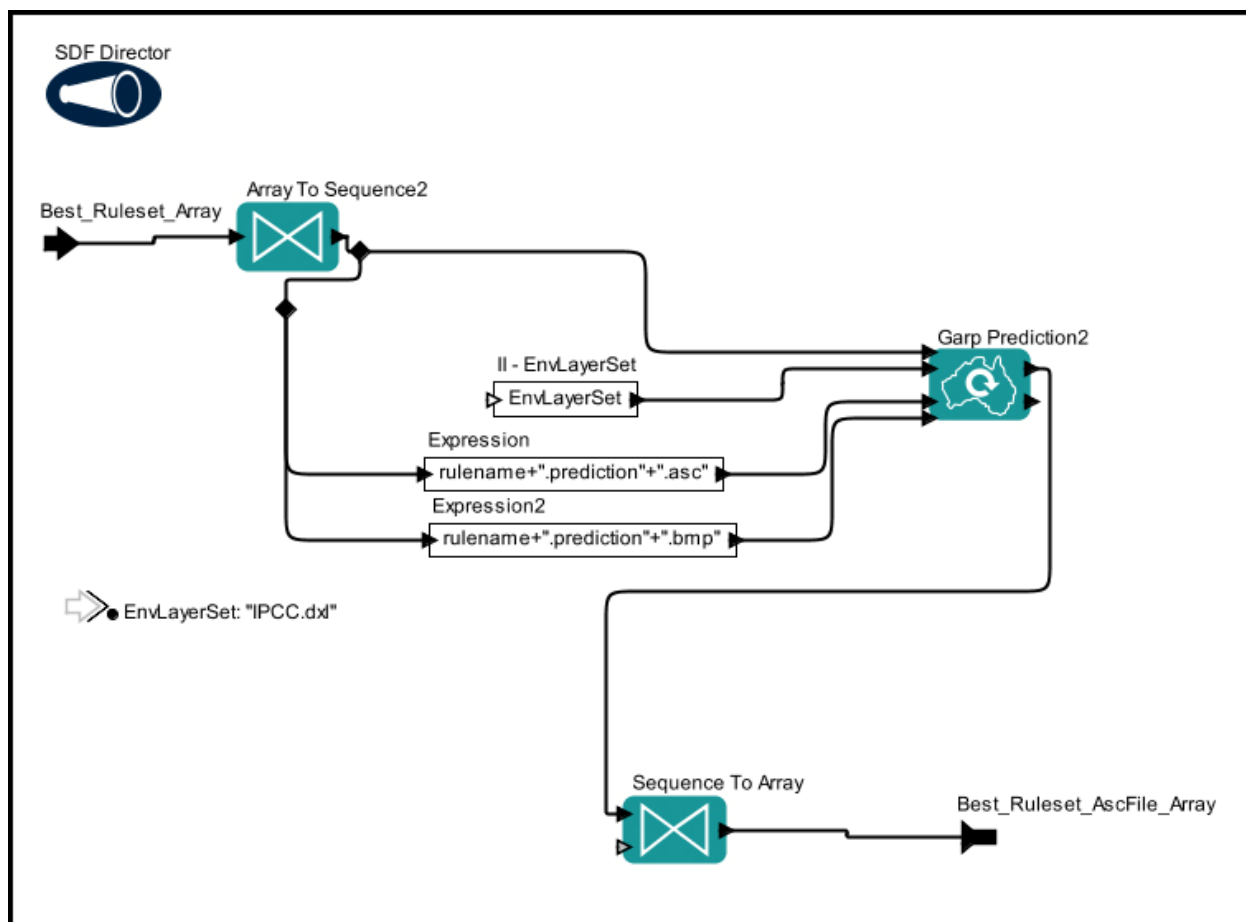 SDF Director
Array To Sequence2
Best_Ruleset_Array
Garp Prediction2
II - EnvLayerSet
EnvLayerSet
Expression
rulename+".prediction"+".asc"
Expression2
rulename+".prediction"+".bmp"
EnvLayerSet: "IPCC.dxl"
Sequence To Array
Best_Ruleset_AscFile_Array